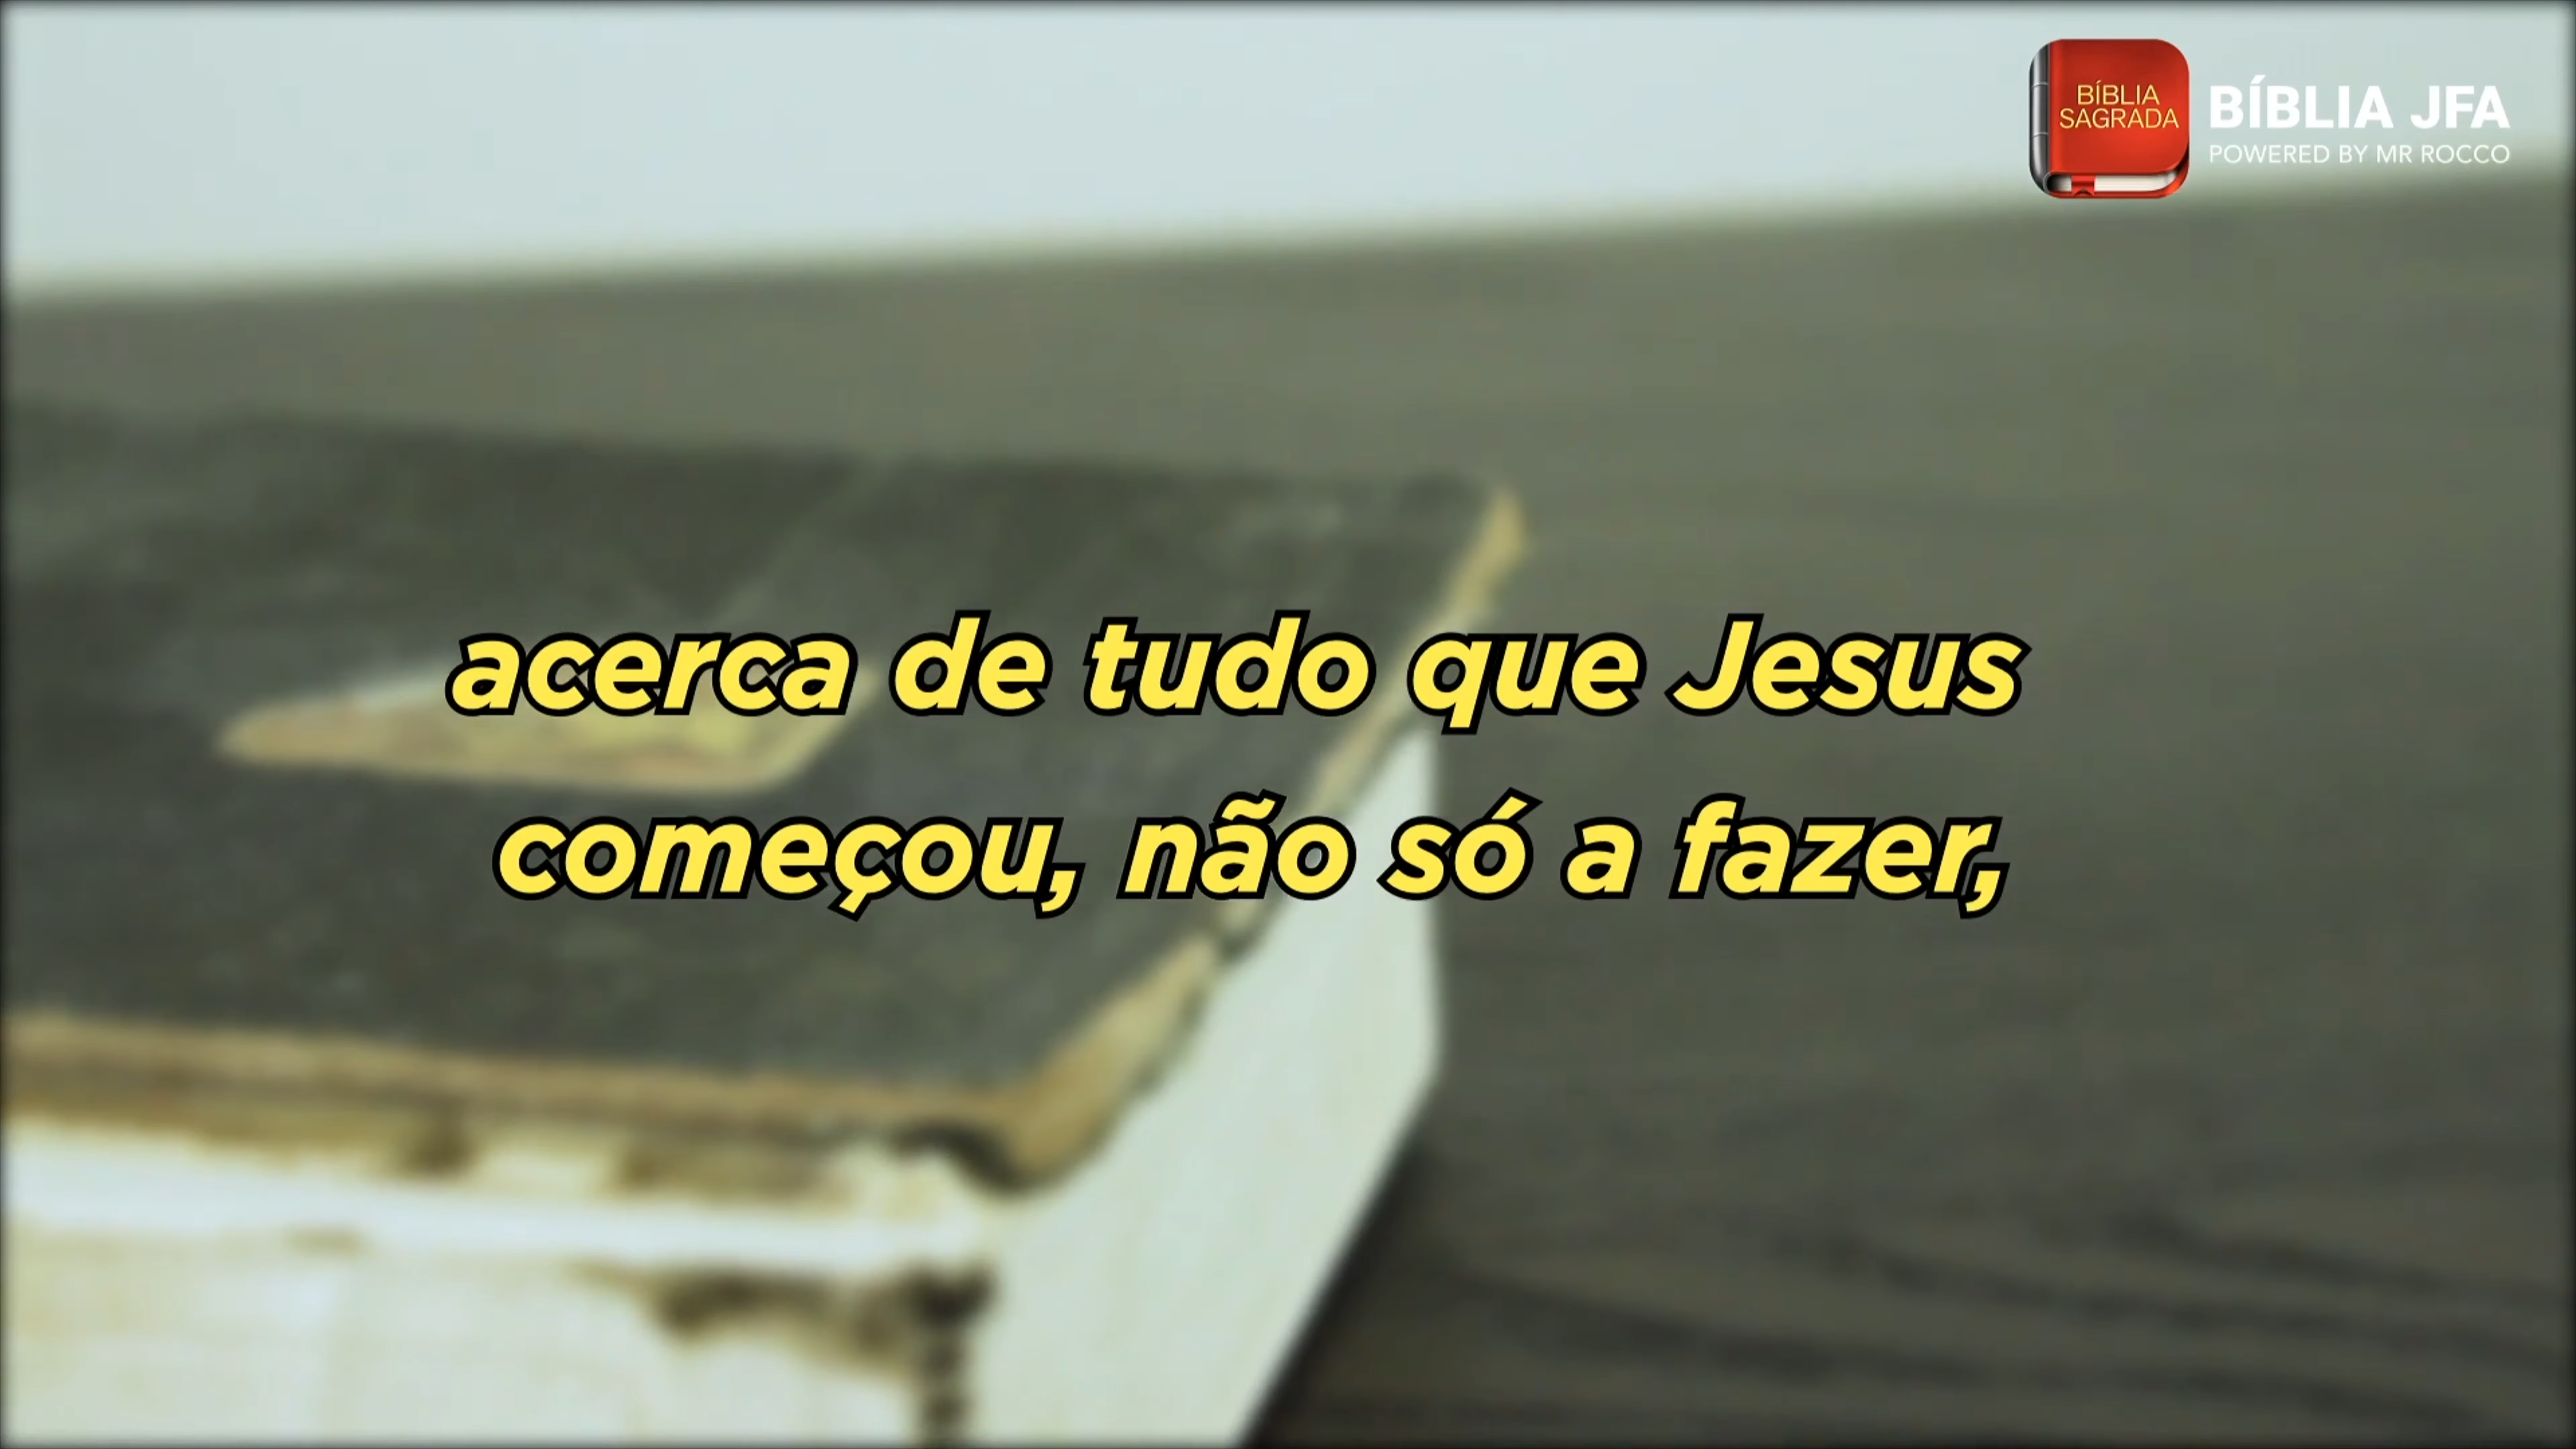 BÍBLIA
SAGRADA
BÍBLIA JFA
POWERED BY MR ROCCO
acerca de tudo que Jesus
começou, não só a fazer,